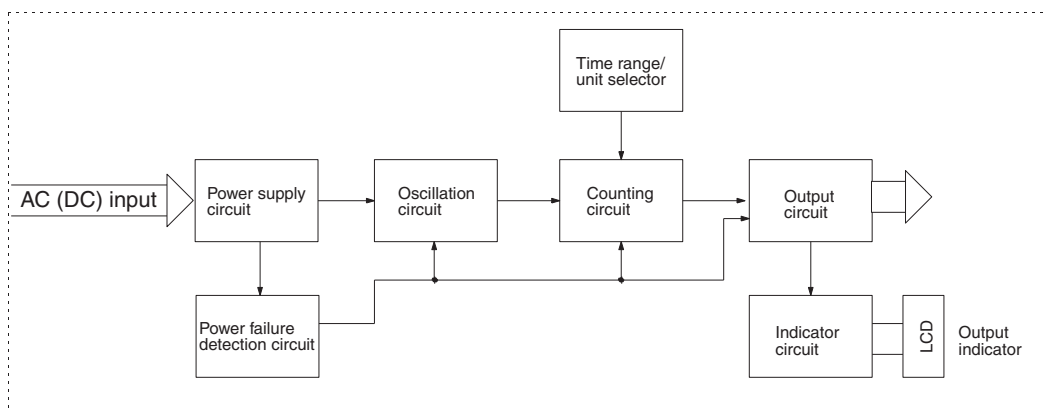 Time range/
unit selector
AC (DC) input
Power supply
circuit
Oscillation
circuit
Counting
circuit
Output
circuit
Power failure
detection circuit
Indicator
circuit
LCD
Output
indicator